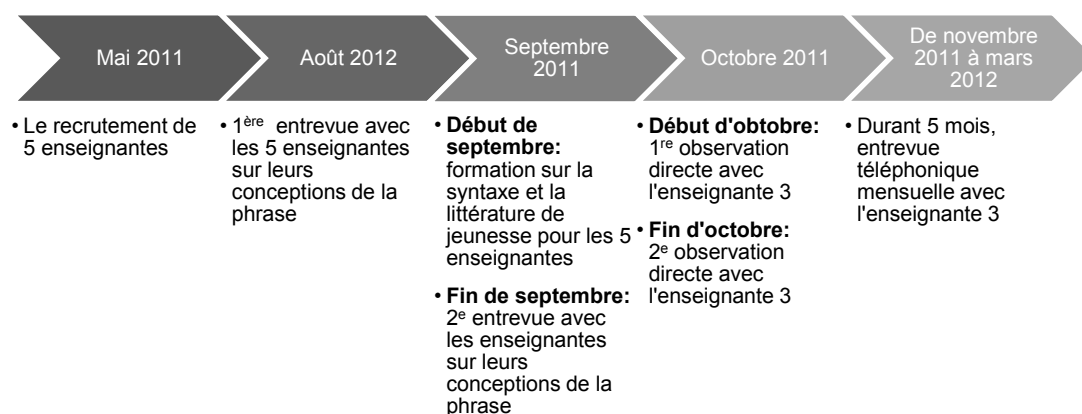 Mai 2011
Août 2012
Septembre
2011
Octobre 2011
De novembre
2011 à mars
2012
• Le recrutement de
5 enseignantes
• 1ère entrevue avec
les 5 enseignantes
sur leurs
conceptions de la
phrase
• Début de
septembre:
formation sur la
syntaxe et la
littérature de
jeunesse pour les 5
enseignantes
• Fin de septembre:
2e entrevue avec
les enseignantes
sur leurs
conceptions de la
phrase
• Début d'obtobre:
1re observation
directe avec
l'enseignante 3
• Fin d'octobre:
2e observation
directe avec
l'enseignante 3
• Durant 5 mois,
entrevue
téléphonique
mensuelle avec
l'enseignante 3